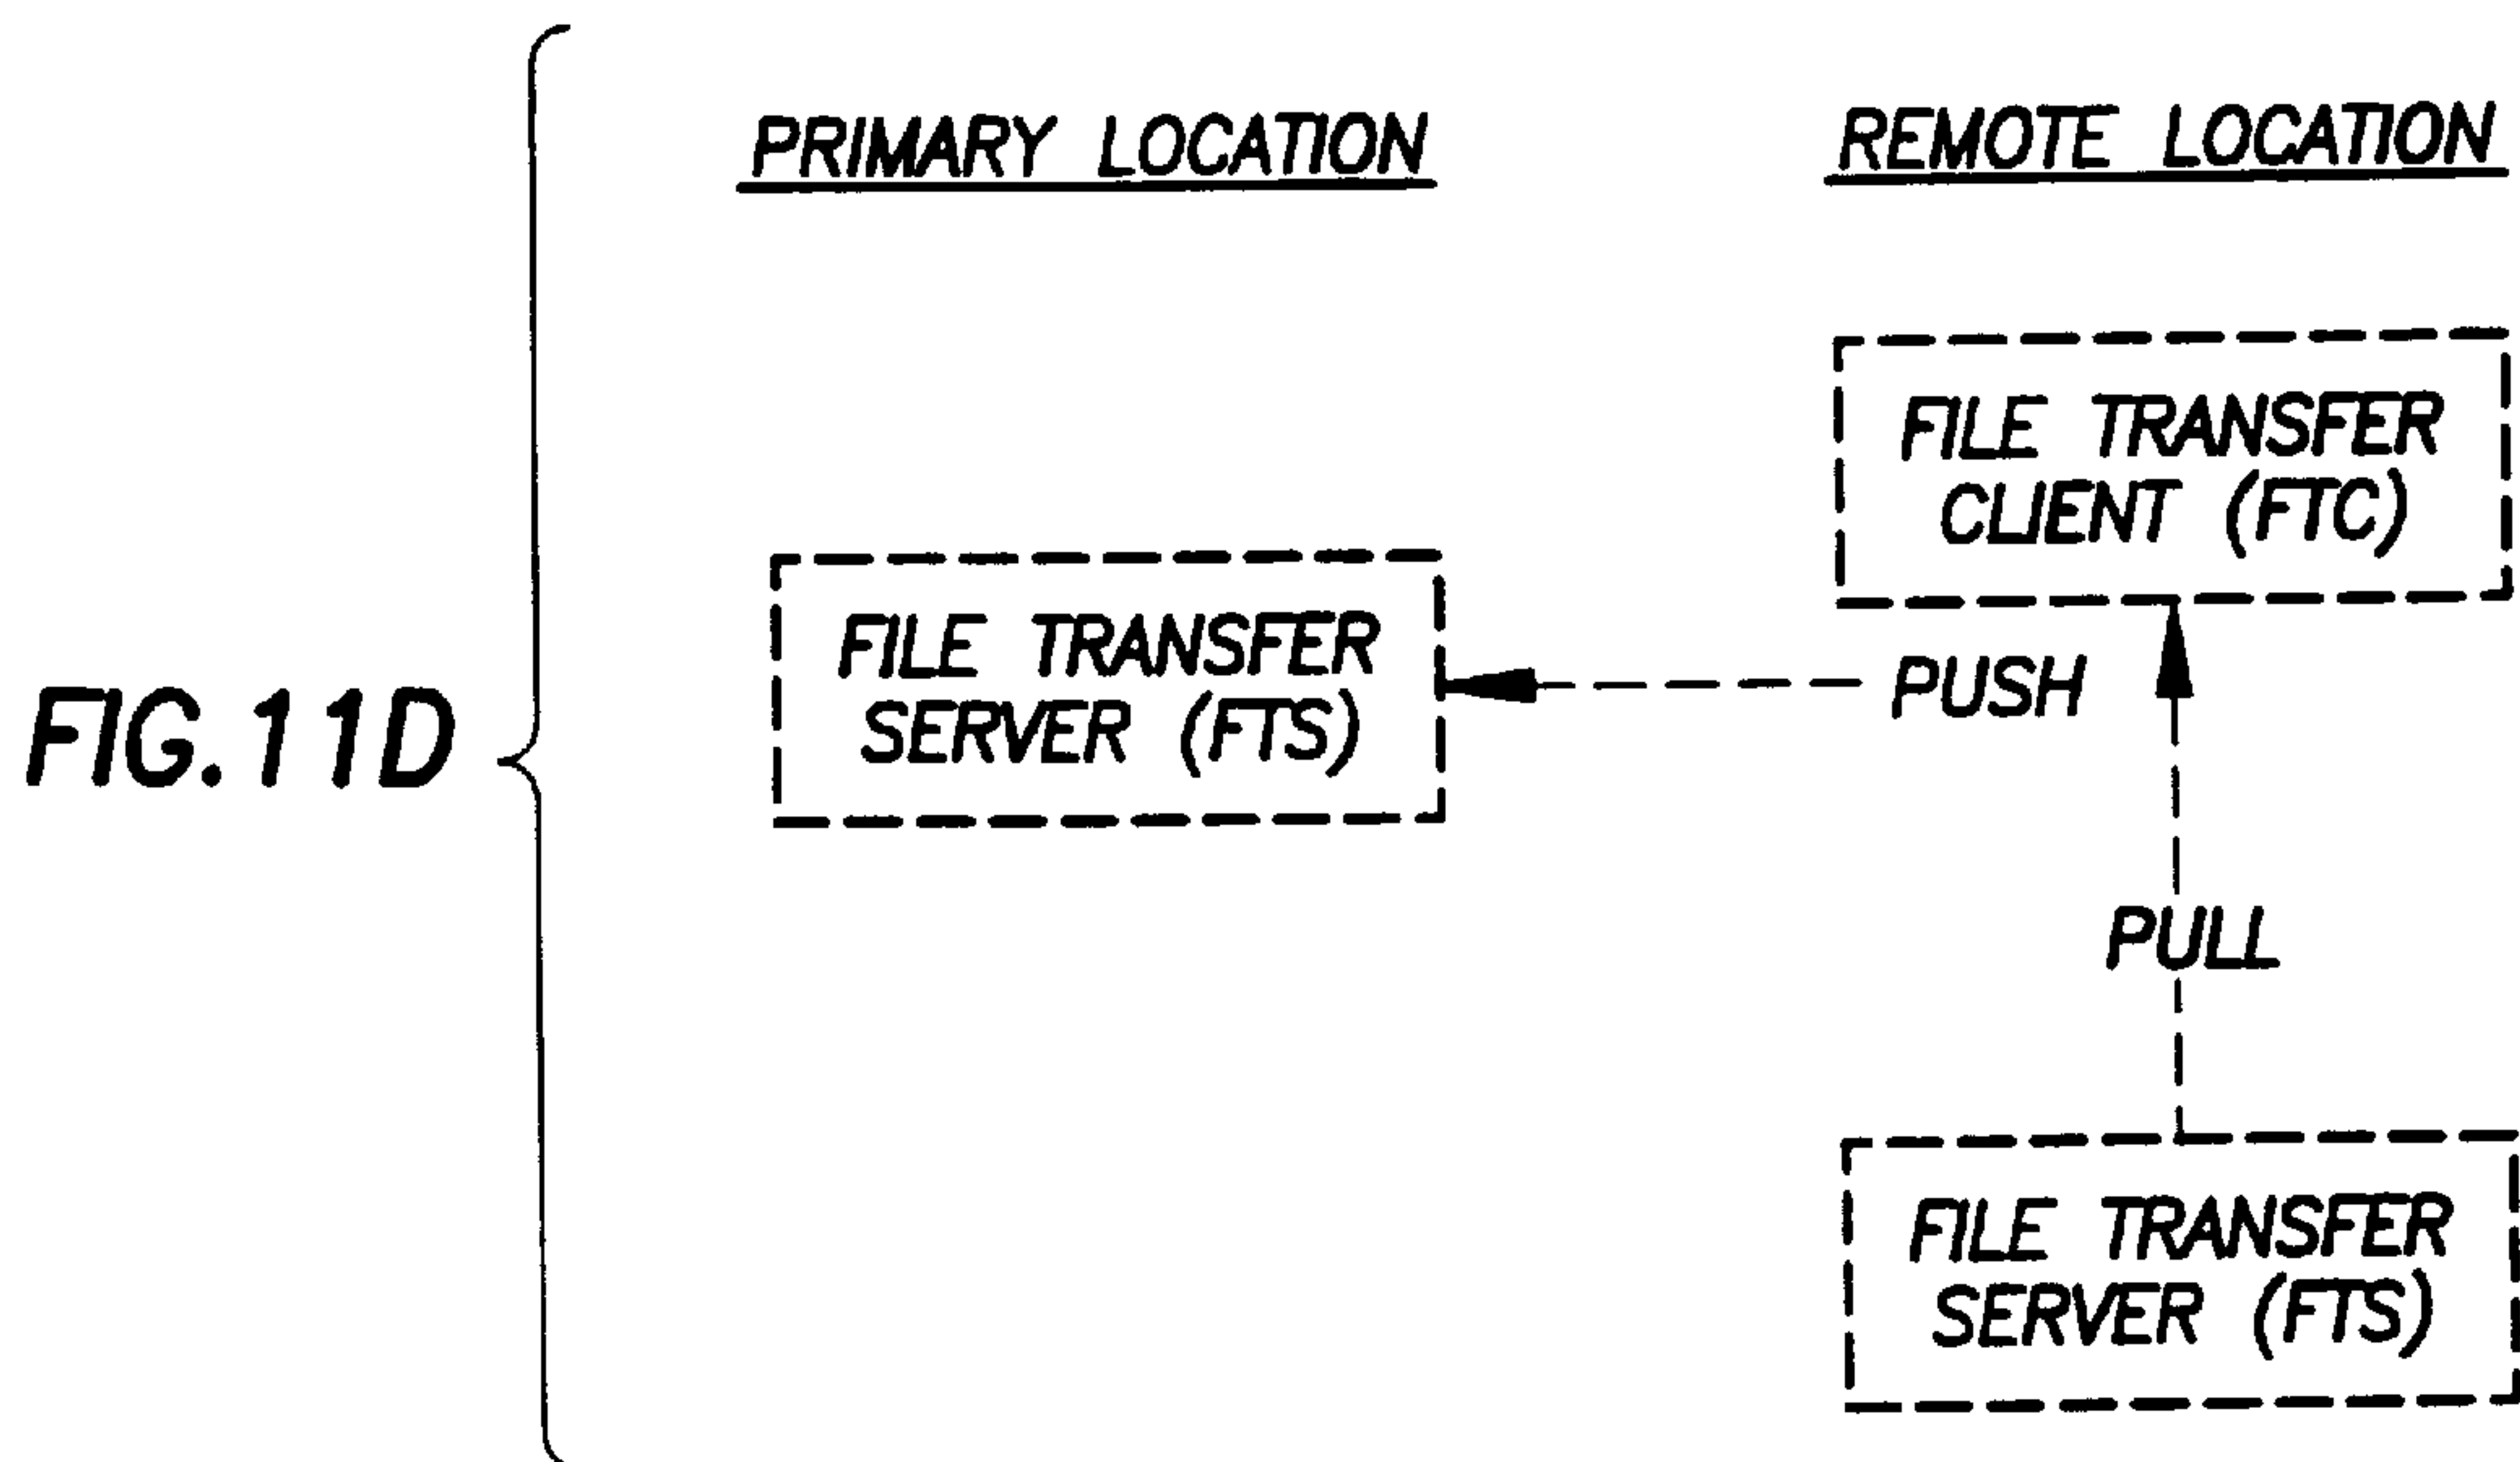 PRIMARY LOCATION
REMOTE LOCATION
FILE TRANSFER
CLIENT (FTC)
FILE TRANSFER
SERVER (FTS)
PUSH
FIG. 11D
PULL
FILE TRANSFER
SERVER (FTS)